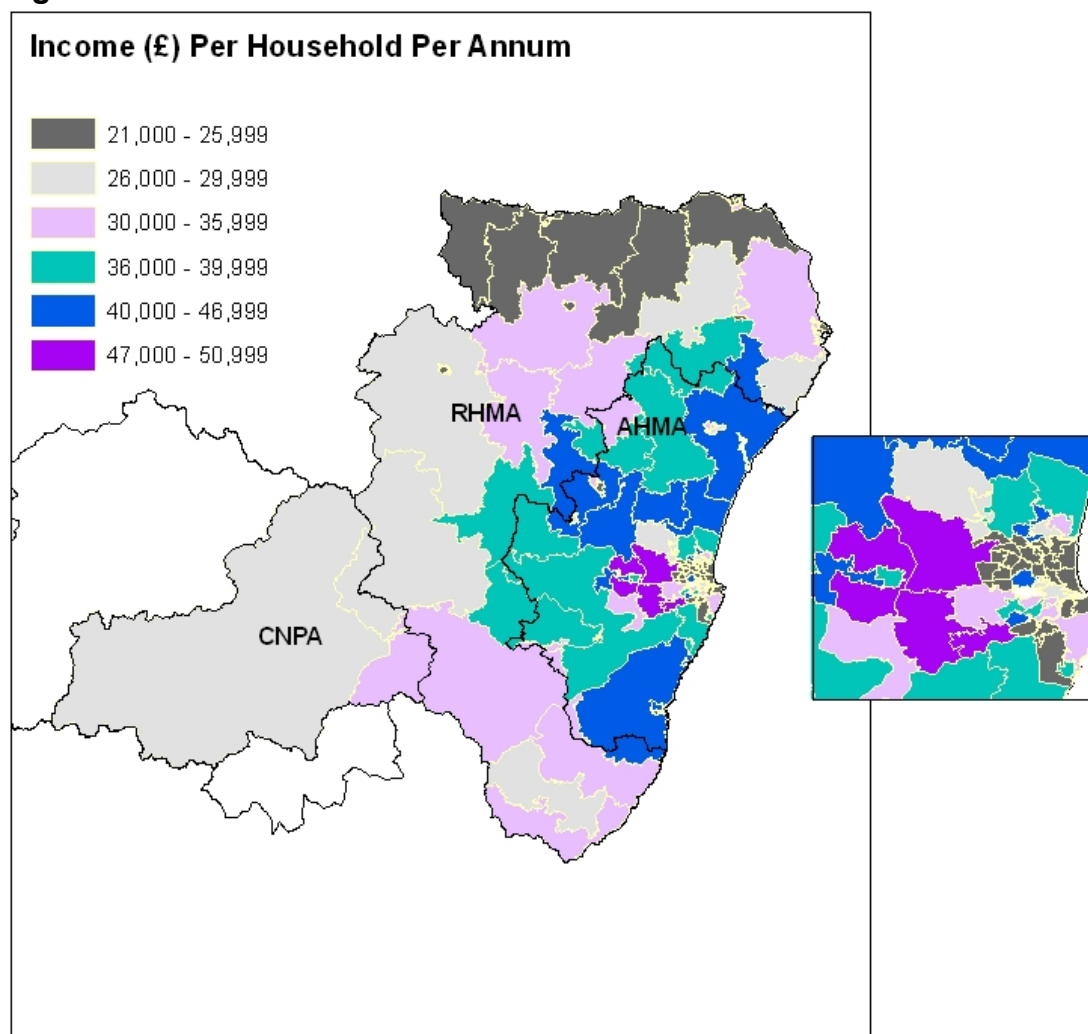 Income (£) Per Household Per Annum
21,000 - 25,999
26,000 - 29,999
30,000 - 35,999
36,000 - 39,999
40,000 - 46,999
47,000 - 50,999
RHMA
AHMA
CNPA